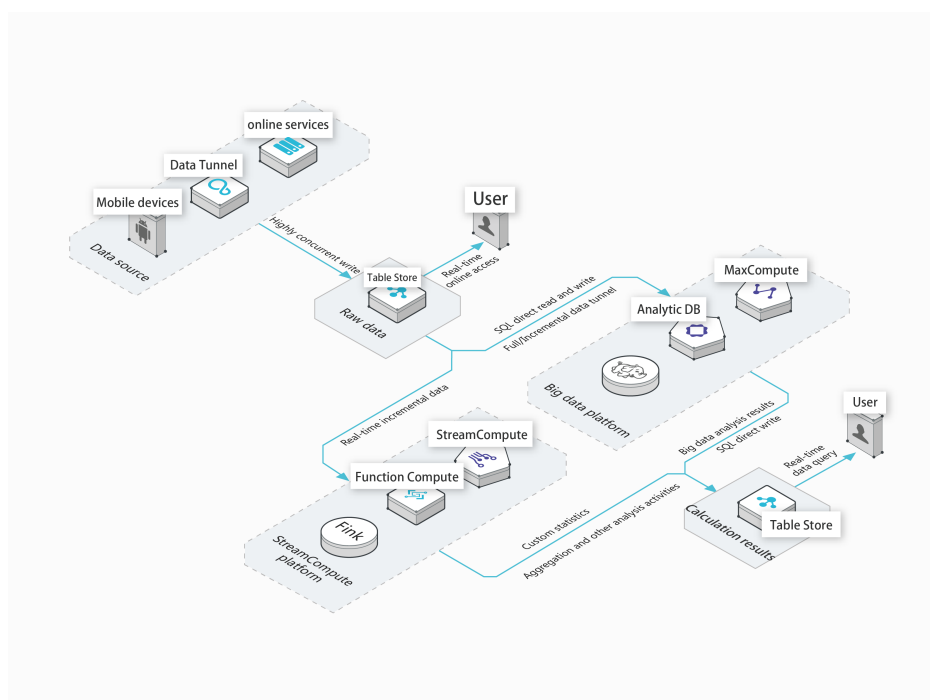 online services
Data Tunnel
Mobile devices
Data source
Highly concurrent write
User
Real-time
online access
Table Store
Raw data
SQL direct read and write
Full/Incremental data tunnel
MaxCompute
Analytic DB
Big data platform
Real-time incremental data
StreamCompute
Function Compute
Fink
StreamCompute
platform
Big data analysis results
SQL direct write
Custom statistics
Aggregation and other analysis activities
User
Real-time
data query
Table Store
Calculation results